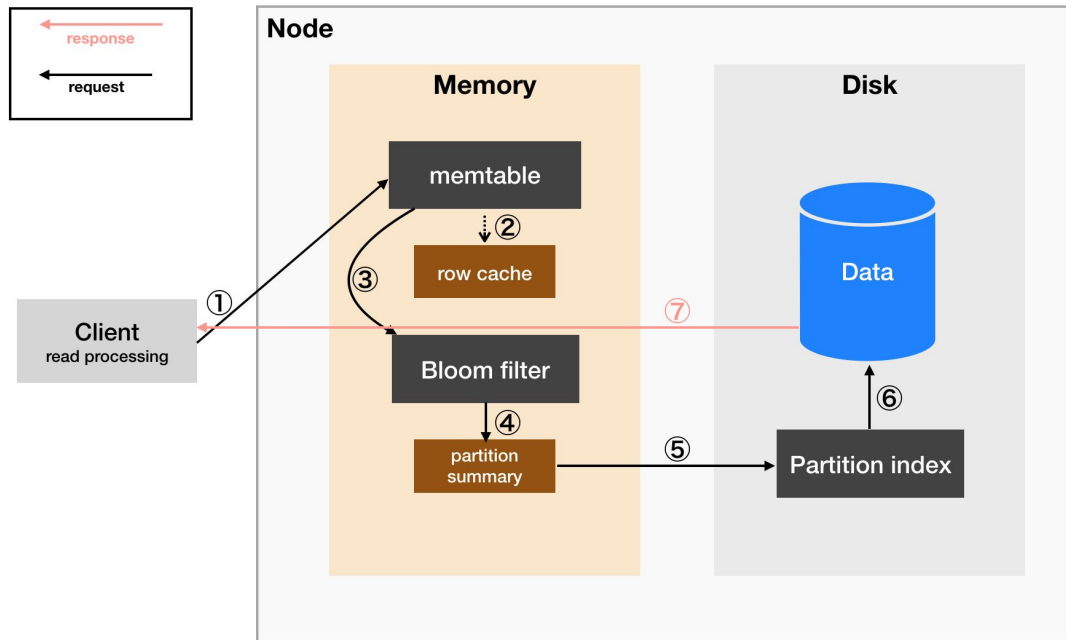 response
request
Node
Memory
Disk
memtable
②
row cache
③
①
Client
read processing
Data
⑦
Bloom filter
⑥
④
partition
summary
⑤
Partition index